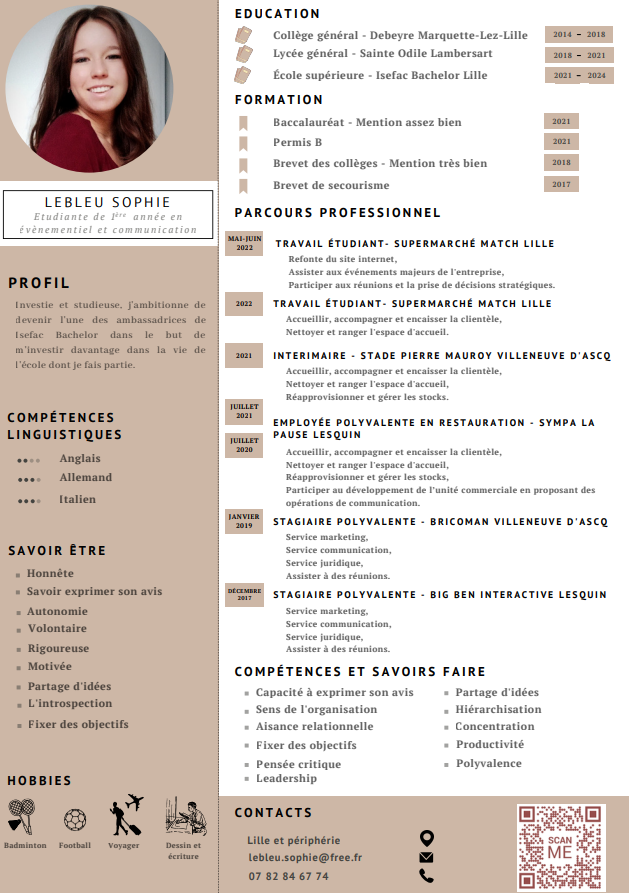 LEBLEU SOPHIE
Etudiante de 1ère année en
évènementiel et communication
PROFIL
Investie et studieuse, j'ambitionne de
devenir l'une des ambassadrices de
Isefac Bachelor dans le but de
m'investir davantage dans la vie de
l'école dont je fais partie.
COMPÉTENCES
LINGUISTIQUES
Anglais
Allemand
Italien
SAVOIR ÊTRE
Honnête
Savoir exprimer son avis
Autonomie
Volontaire
Rigoureuse
Motivée
Partage d'idées
L'introspection
Fixer des objectifs
HOBBIES
Badminton Football Voyager Dessin et
écriture
EDUCATION
Collège général - Debeyre Marquette-Lez-Lille 2014 - 2018
Lycée général - Sainte Odile Lambersart 2018 - 2021
École supérieure - Isefac Bachelor Lille 2021 - 2024
FORMATION
Baccalauréat - Mention assez bien 2021
Permis B 2021
Brevet des collèges - Mention très bien 2018
Brevet de secourisme 2017
PARCOURS PROFESSIONNEL
MAI-JUIN
2022
TRAVAIL ÉTUDIANT- SUPERMARCHÉ MATCH LILLE
Refonte du site internet,
Assister aux événements majeurs de l'entreprise,
Participer aux réunions et la prise de décisions stratégiques.
2022 TRAVAIL ÉTUDIANT- SUPERMARCHÉ MATCH LILLE
Accueillir, accompagner et encaisser la clientèle,
Nettoyer et ranger l'espace d'accueil.
2021 INTERIMAIRE - STADE PIERRE MAUROY VILLENEUVE D'ASCQ
Accueillir, accompagner et encaisser la clientèle,
Nettoyer et ranger l'espace d'accueil,
Réapprovisionner et gérer les stocks.
JUILLET
2021
JUILLET
2020
EMPLOYÉE POLYVALENTE EN RESTAURATION - SYMPA LA
PAUSE LESQUIN
Accueillir, accompagner et encaisser la clientèle,
Nettoyer et ranger l'espace d'accueil,
Réapprovisionner et gérer les stocks,
Participer au développement de l'unité commerciale en proposant des
opérations de communication.
JANVIER
2019
STAGIAIRE POLYVALENTE - BRICOMAN VILLENEUVE D'ASCQ
Service marketing,
Service communication,
Service juridique,
Assister à des réunions.
DÉCEMBRE
2017
STAGIAIRE POLYVALENTE - BIG BEN INTERACTIVE LESQUIN
Service marketing,
Service communication,
Service juridique,
Assister à des réunions.
COMPÉTENCES ET SAVOIRS FAIRE
Capacité à exprimer son avis
Sens de l'organisation
Aisance relationnelle
Fixer des objectifs
Pensée critique
Leadership
Partage d'idées
Hiérarchisation
Concentration
Productivité
Polyvalence
CONTACTS
Lille et périphérie
lebleu.sophie@free.fr
07 82 84 67 74
SCAN
ME